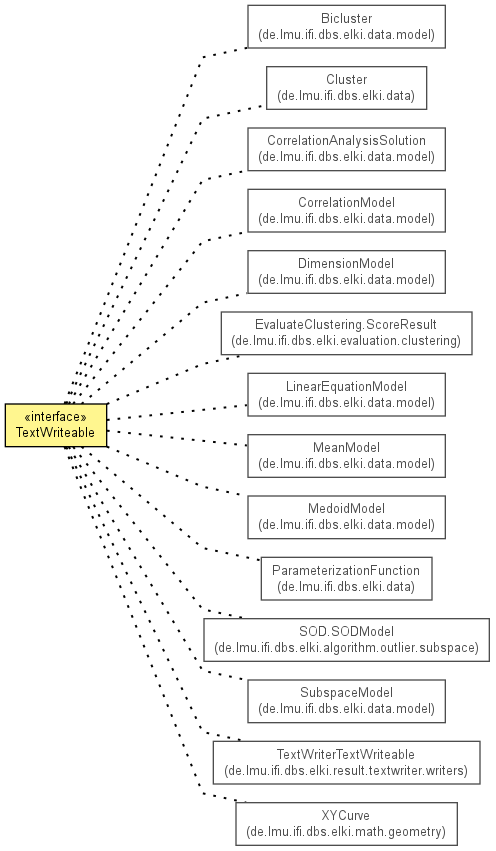 Bicluster
(de.lmu.ifi.dbs.elki.data.model)
Cluster
(de.lmu.ifi.dbs.elki.data)
CorrelationAnalysisSolution
(de.lmu.ifi.dbs.elki.data.model)
CorrelationModel
(de.lmu.ifi.dbs.elki.data.model)
DimensionModel
(de.lmu.ifi.dbs.elki.data.model)
EvaluateClustering.ScoreResult
(de.lmu.ifi.dbs.elki.evaluation.clustering)
LinearEquationModel
(de.lmu.ifi.dbs.elki.data.model)
«interface»
TextWriteable
MeanModel
(de.lmu.ifi.dbs.elki.data.model)
MedoidModel
(de.lmu.ifi.dbs.elki.data.model)
ParameterizationFunction
(de.lmu.ifi.dbs.elki.data)
SOD.SODModel
(de.lmu.ifi.dbs.elki.algorithm.outlier.subspace)
SubspaceModel
(de.lmu.ifi.dbs.elki.data.model)
TextWriterTextWriteable
(de.lmu.ifi.dbs.elki.result.textwriter.writers)
XYCurve
(de.lmu.ifi.dbs.elki.math.geometry)